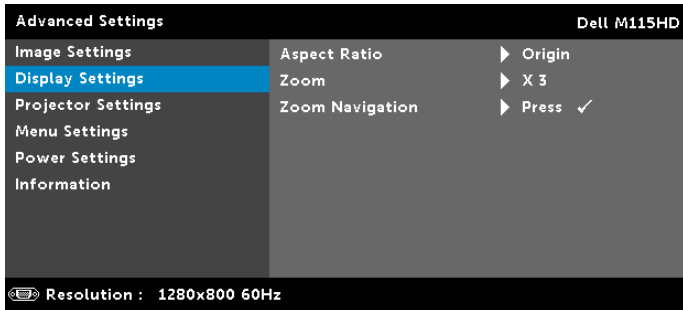 Advanced Settings Dell M115HD
Image Settings Aspect Ratio Origin
Display Settings Zoom X 3
Projector Settings Zoom Navigation Press ✓
Menu Settings
Power Settings
Information
Resolution : 1280x800 60Hz